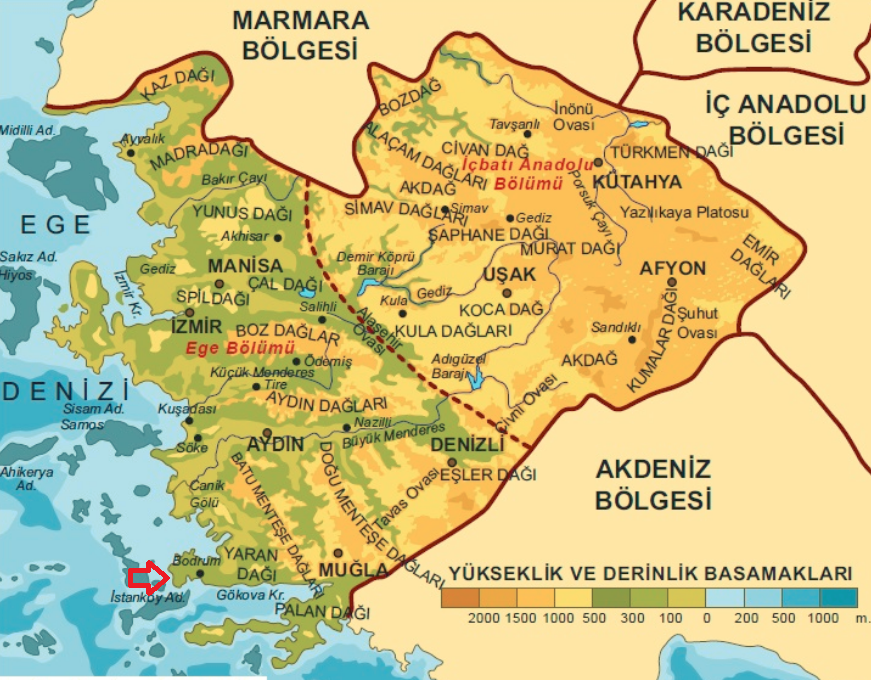 MARMARA
BÖLGESİ
KARADENİZ
BÖLGESİ
İÇ ANADOLU
BÖLGESİ
KAZ DAĞI
BOZDAĞ
İnönü
Ovası
Midilli Ad.
Ayvalık
MADRADAĞI
ALAÇAM DAĞLARI
Tavşanlı
CİVAN DAĞ
TÜRKMEN DAĞI
İçbatı Anadolu
Bölümü
KÜTAHYA
Bakır Çayı
AKDAĞ
Porsuk Çayı
YUNUS DAĞI
SİMAV DAĞLARI
Simav
Gediz
Yazılıkaya Platosu
EGE
Akhisar
ŞAPHANE DAĞI
MURAT DAĞI
EMİR
DAĞLARI
Sakız Ad.
Hiyos
İzmir Kr.
Gediz
MANİSA
ÇAL DAĞI
Demir Köprü
Barajı
UŞAK
AFYON
SPİLDAĞI
Salihli
Kula
Gediz
KOCA DAĞ
KUMALAR DAĞI
Şuhut
Ovası
İZMİR
BOZ DAĞLAR
Alaşehir
Ovası
KULA DAĞLARI
Sandıklı
Ege Bölümü
Ödemiş
Adıgüzel
Barajı
AKDAĞ
Küçük Menderes
Tire
DENİZİ
Sisam Ad.
Samos
Kuşadası
AYDIN DAĞLARI
Çivni Ovası
Söke
AYDIN
Nazilli
Büyük Menderes
DENİZLİ
Ahikerya
Ad.
Çanik
Gölü
BATU MENTEŞE DAĞLARI
DOĞU MENTEŞE DAĞLARI
Tavas Ovası
EŞLER DAĞI
AKDENİZ
BÖLGESİ
Bodrum
YARAN
DAĞI
MUĞLA
İstanköy Ad.
Gökova Kr.
PALAN DAĞI
YÜKSEKLİK VE DERİNLİK BASAMAKLARI
2000 1500 1000 500 200 100 0 200 500 1000 m.